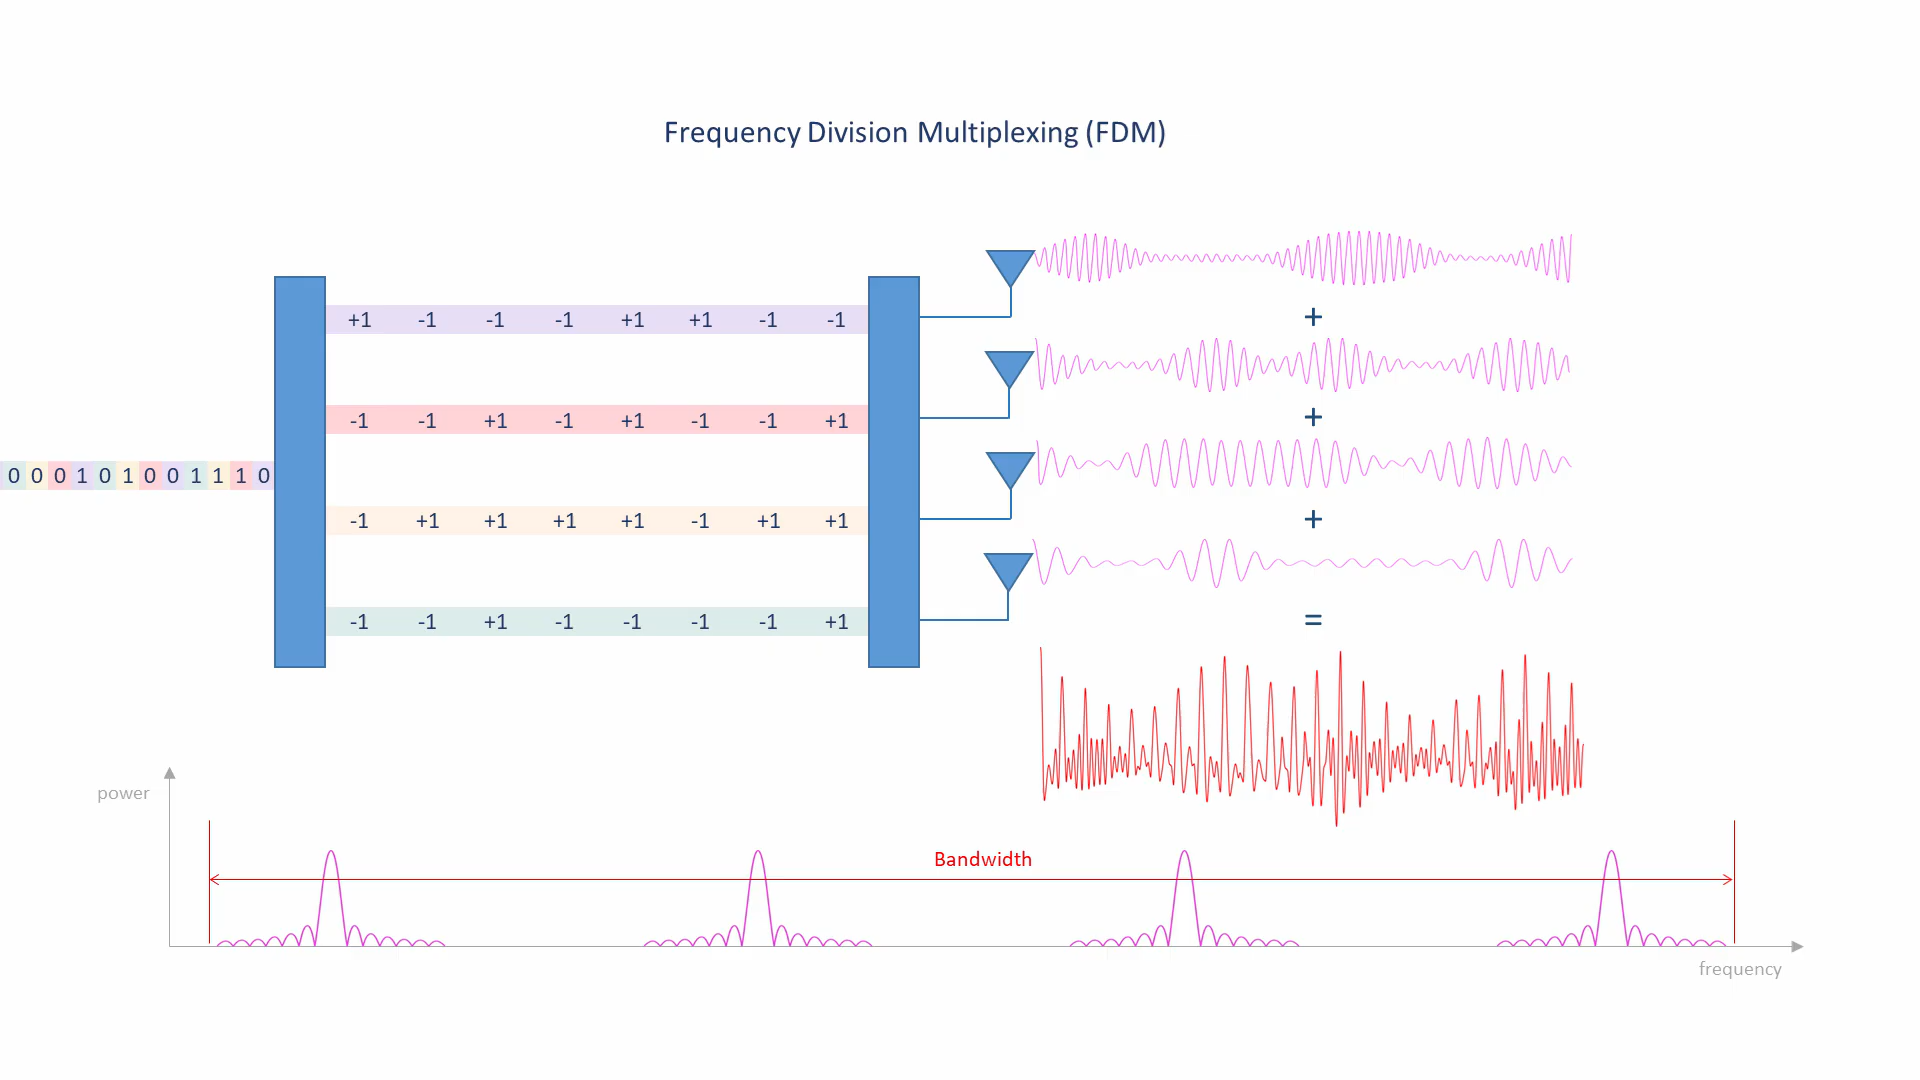 Frequency Division Multiplexing (FDM)
+1 -1 -1 -1 +1 +1 -1 -1
+
-1 -1 +1 -1 +1 -1 -1 +1
+
0 0 0 1 0 1 0 0 1 1 1 0
-1 +1 +1 +1 +1 -1 +1 +1
+
-1 -1 +1 -1 -1 -1 -1 +1
=
power
Bandwidth
frequency